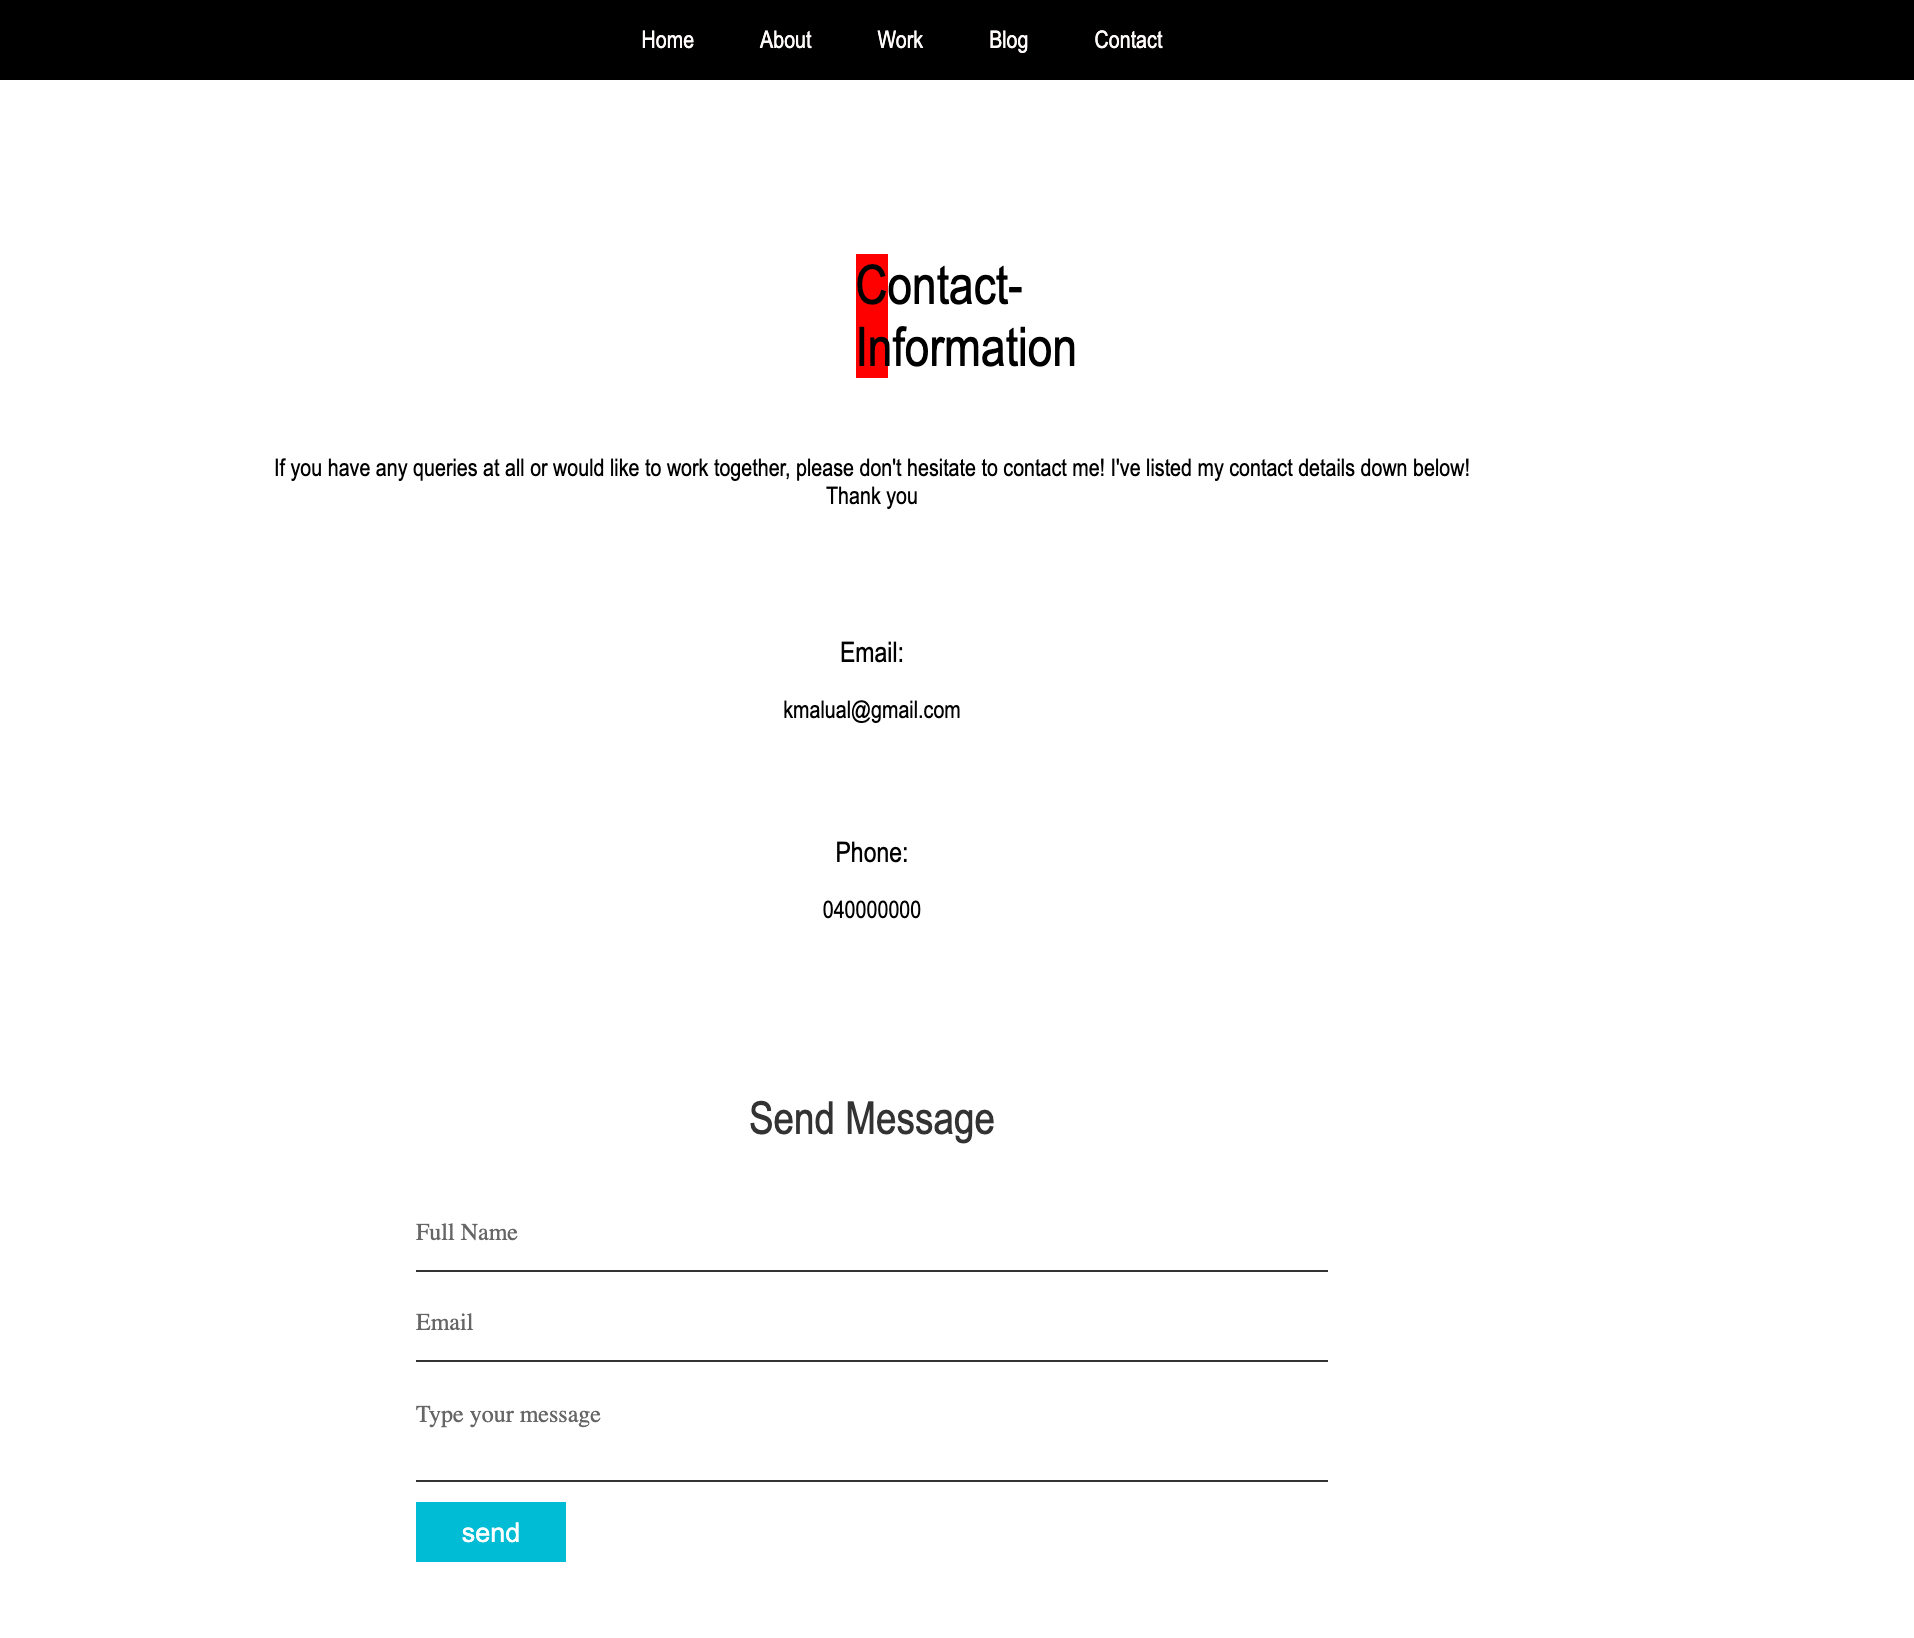 Home About Work Blog Contact
Contact-
Information
If you have any queries at all or would like to work together, please don't hesitate to contact me! I've listed my contact details down below!
Thank you
Email:
kmalual@gmail.com
Phone:
040000000
Send Message
Full Name
Email
Type your message
send